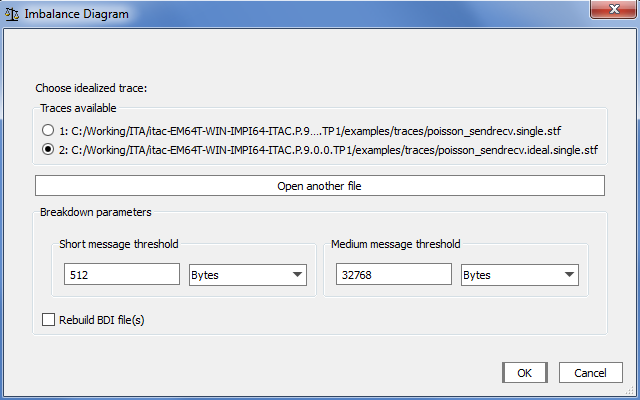 Imbalance Diagram
Choose idealized trace:
Traces available
1: C:/Working/ITA/itac-EM64T-WIN-IMPI64-ITAC.P.9....TP1/examples/traces/poisson_sendrecv.single.stf
2: C:/Working/ITA/itac-EM64T-WIN-IMPI64-ITAC.P.9.0.0.TP1/examples/traces/poisson_sendrecv.ideal.single.stf
Open another file
Breakdown parameters
Short message threshold Medium message threshold
512 Bytes 32768 Bytes
Rebuild BDI file(s)
OK Cancel